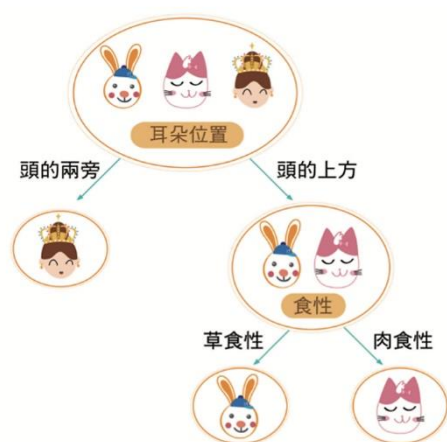 耳朵位置
頭的兩旁
頭的上方
食性
草食性
肉食性